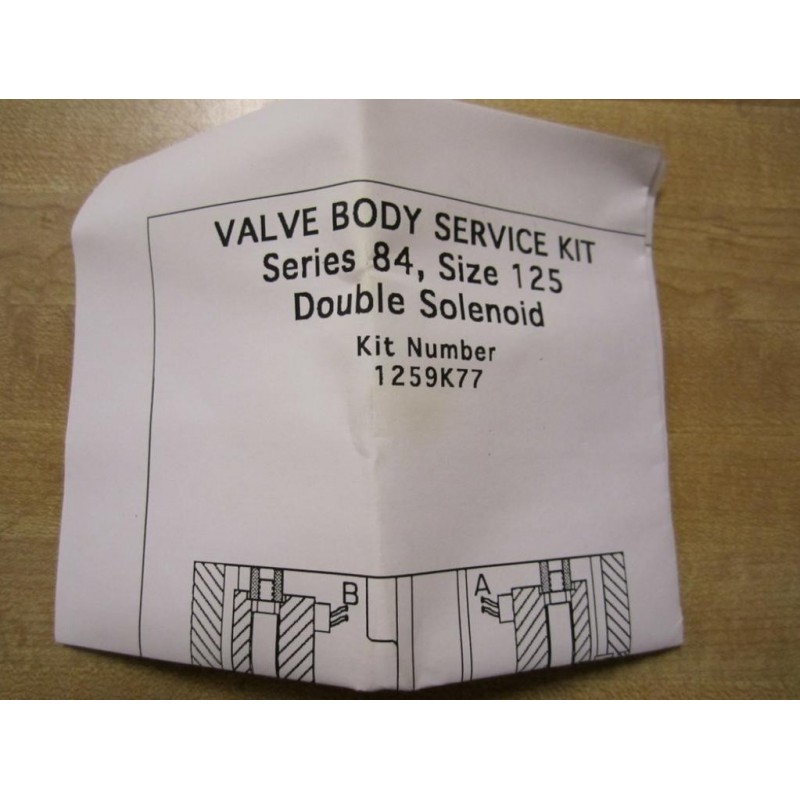 VALVE BODY SERVICE KIT
Series 84, Size 125
Double Solenoid
Kit Number
1259K77
B A